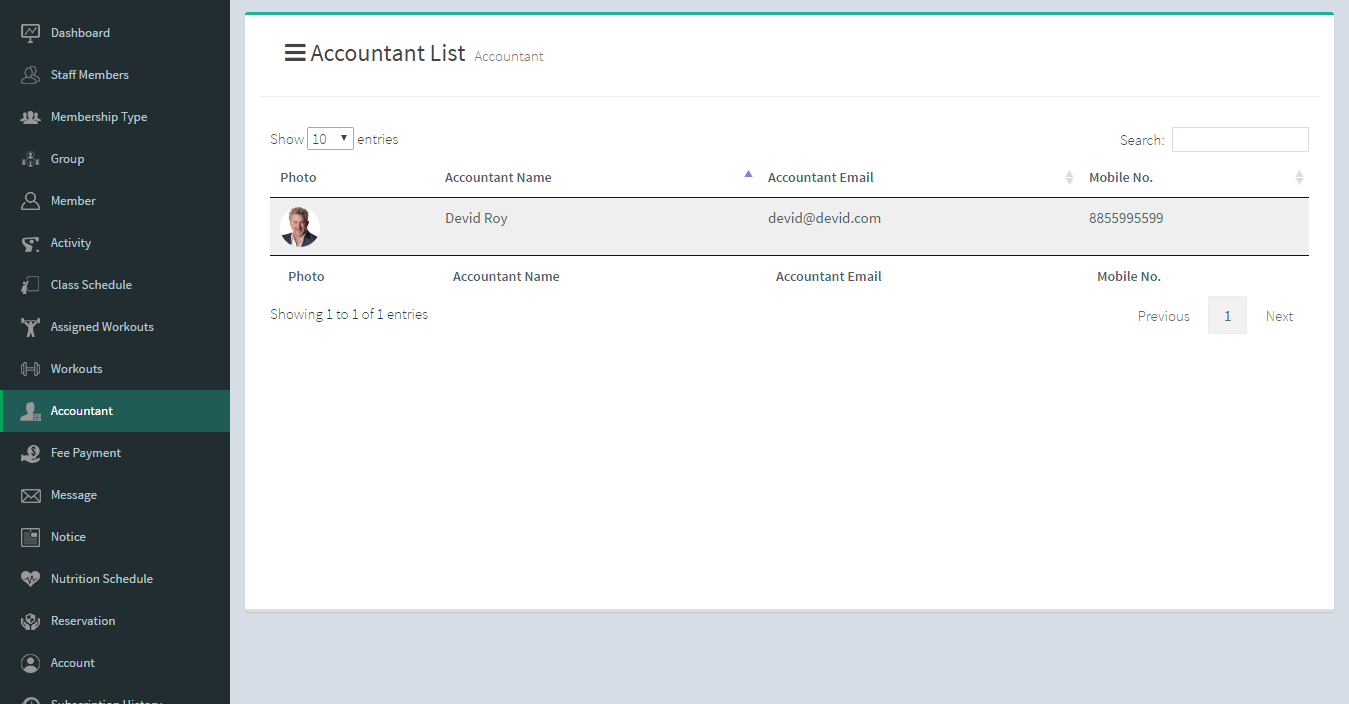 Dashboard
Staff Members
Membership Type
Group
Member
Activity
Class Schedule
Assigned Workouts
Workouts
Accountant
Fee Payment
Message
Notice
Nutrition Schedule
Reservation
Account
Subscription History
Accountant List Accountant
Show 10 entries Search:
Photo Accountant Name Accountant Email Mobile No.
Devid Roy devid@devid.com 8855995599
Photo Accountant Name Accountant Email Mobile No.
Showing 1 to 1 of 1 entries Previous 1 Next